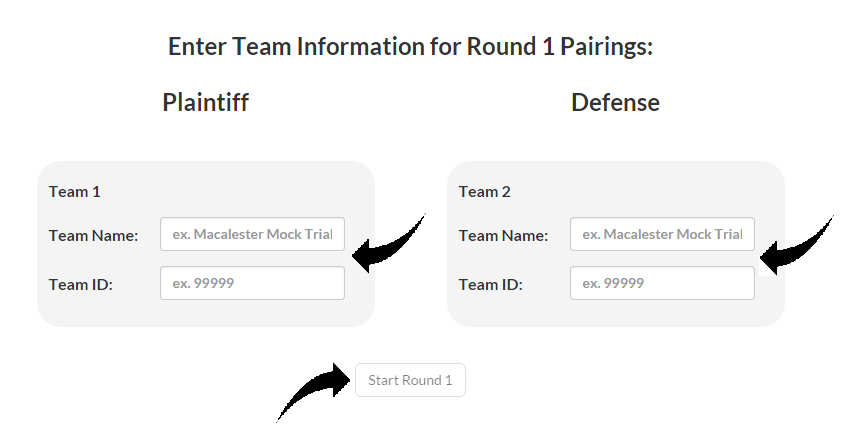 Enter Team Information for Round 1 Pairings:
Plaintiff
Defense
Team 1
Team Name: ex. Macalester Mock Trial
Team ID: ex. 99999
Team 2
Team Name: ex. Macalester Mock Trial
Team ID: ex. 99999
Start Round 1